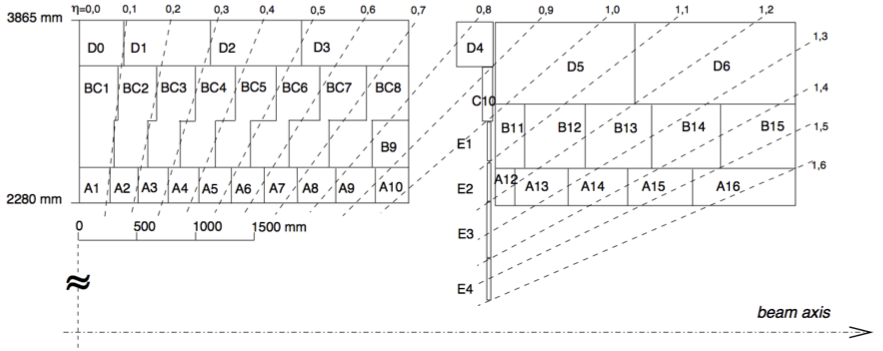 3865 mm η=0,0 0,1 0,2 0,3 0,4 0,5 0,6 0,7 0,8 0,9 1,0 1,1 1,2
1,3
D0 D1 D2 D3 D4 D5 D6
1,4
BC1 BC2 BC3 BC4 BC5 BC6 BC7 BC8 C10
B11 B12 B13 B14 B15 1,5
E1
B9
1,6
2280 mm A1 A2 A3 A4 A5 A6 A7 A8 A9 A10 E2 A12 A13 A14 A15 A16
0 500 1000 1500 mm
E3
E4
beam axis